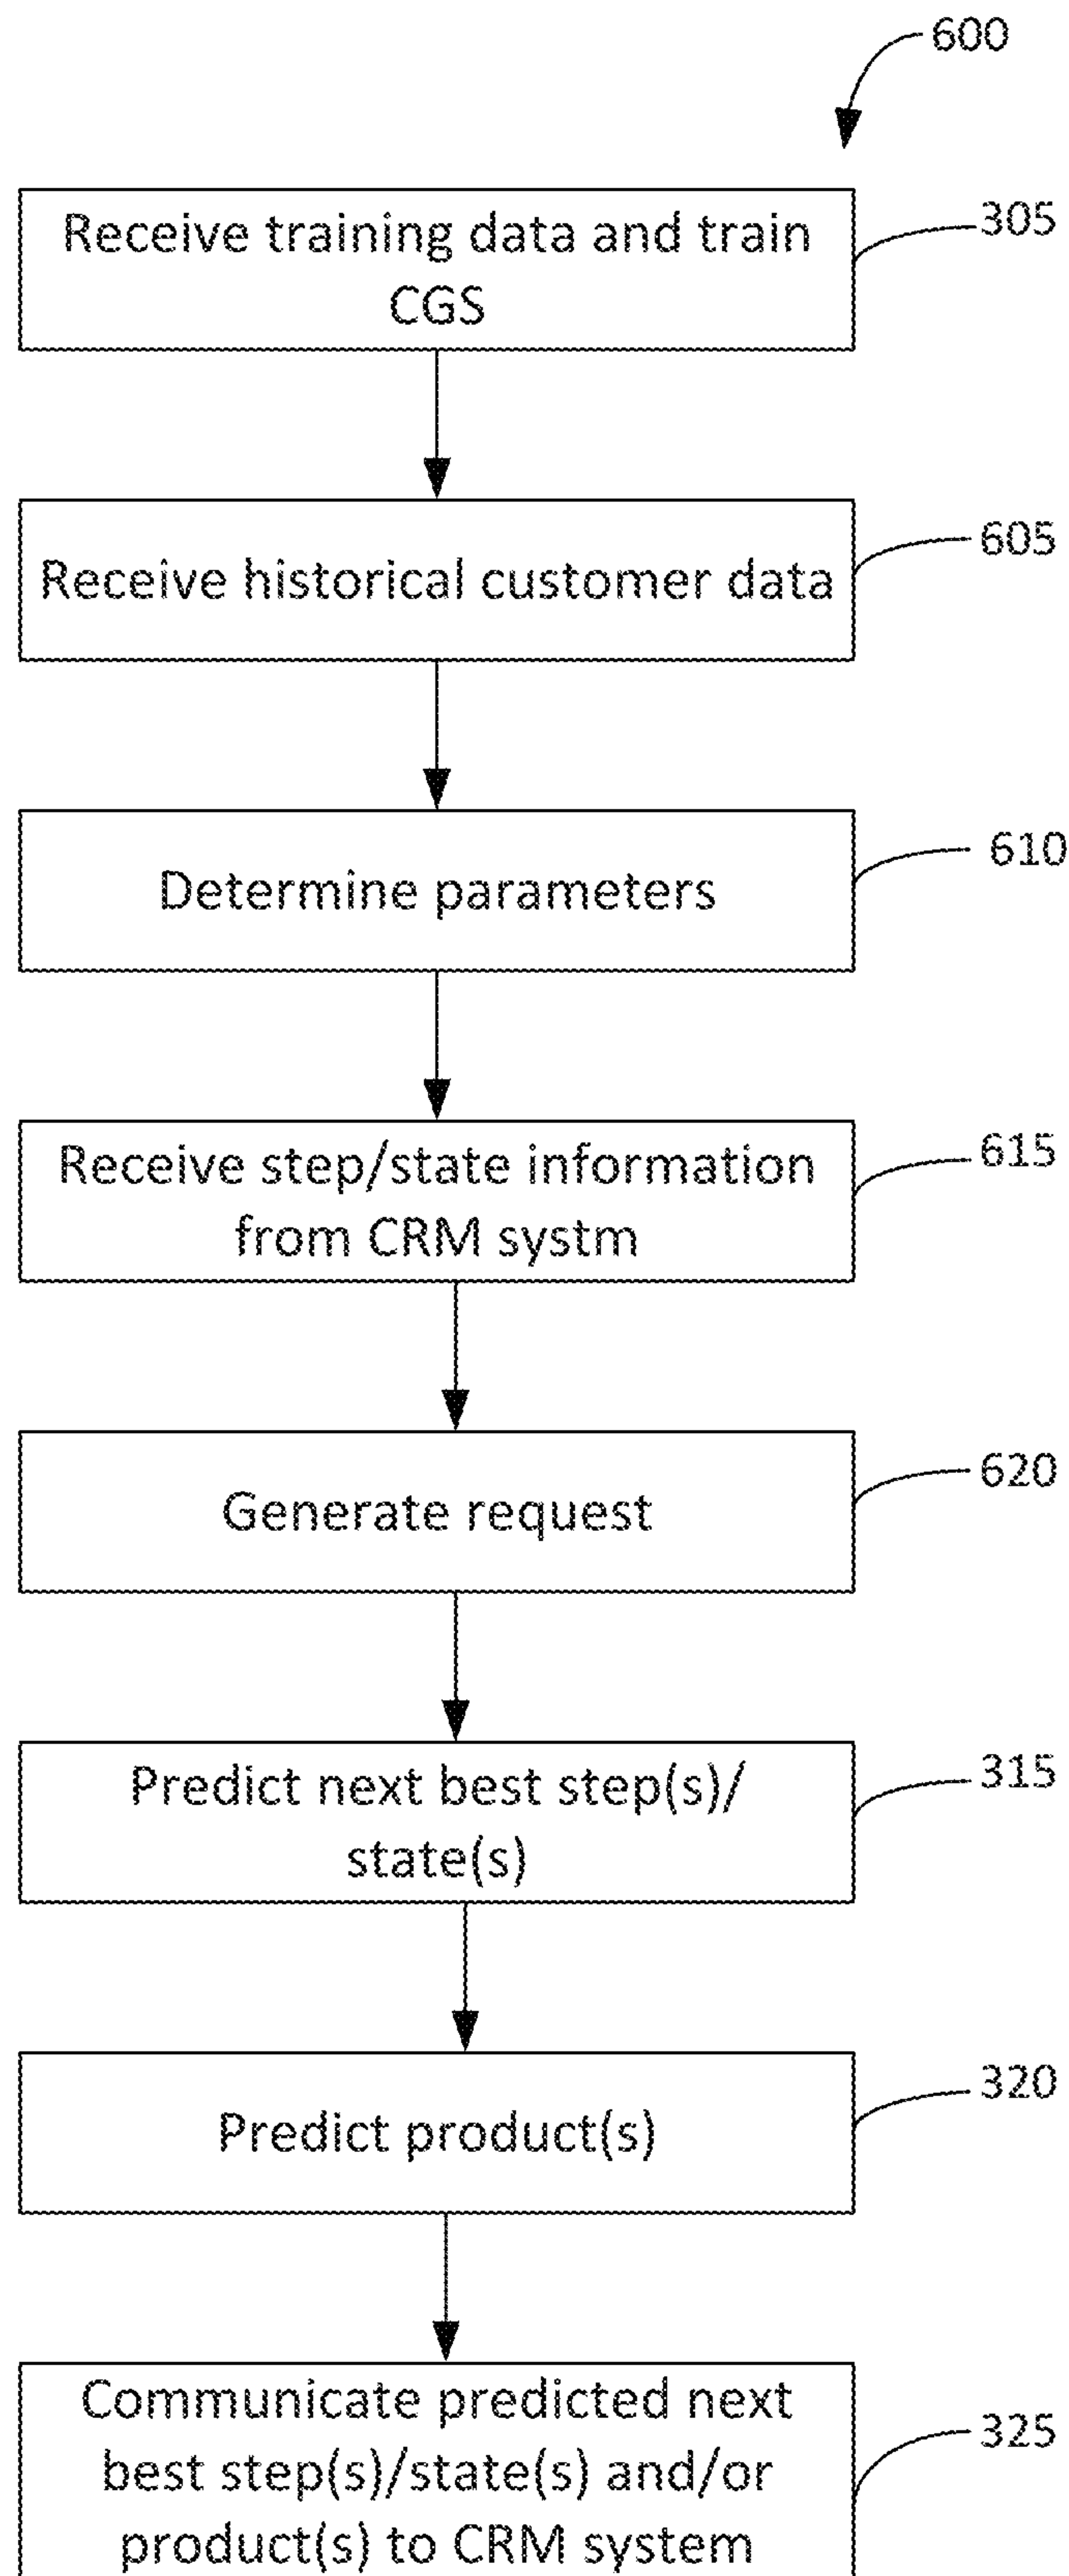 600
Receive training data and train
CGS
305
Receive historical customer data
605
Determine parameters
610
Receive step/state information
from CRM systm
615
Generate request
620
Predict next best step(s)/
state(s)
315
Predict product(s)
320
Communicate predicted next
best step(s)/state(s) and/or
product(s) to CRM system
325